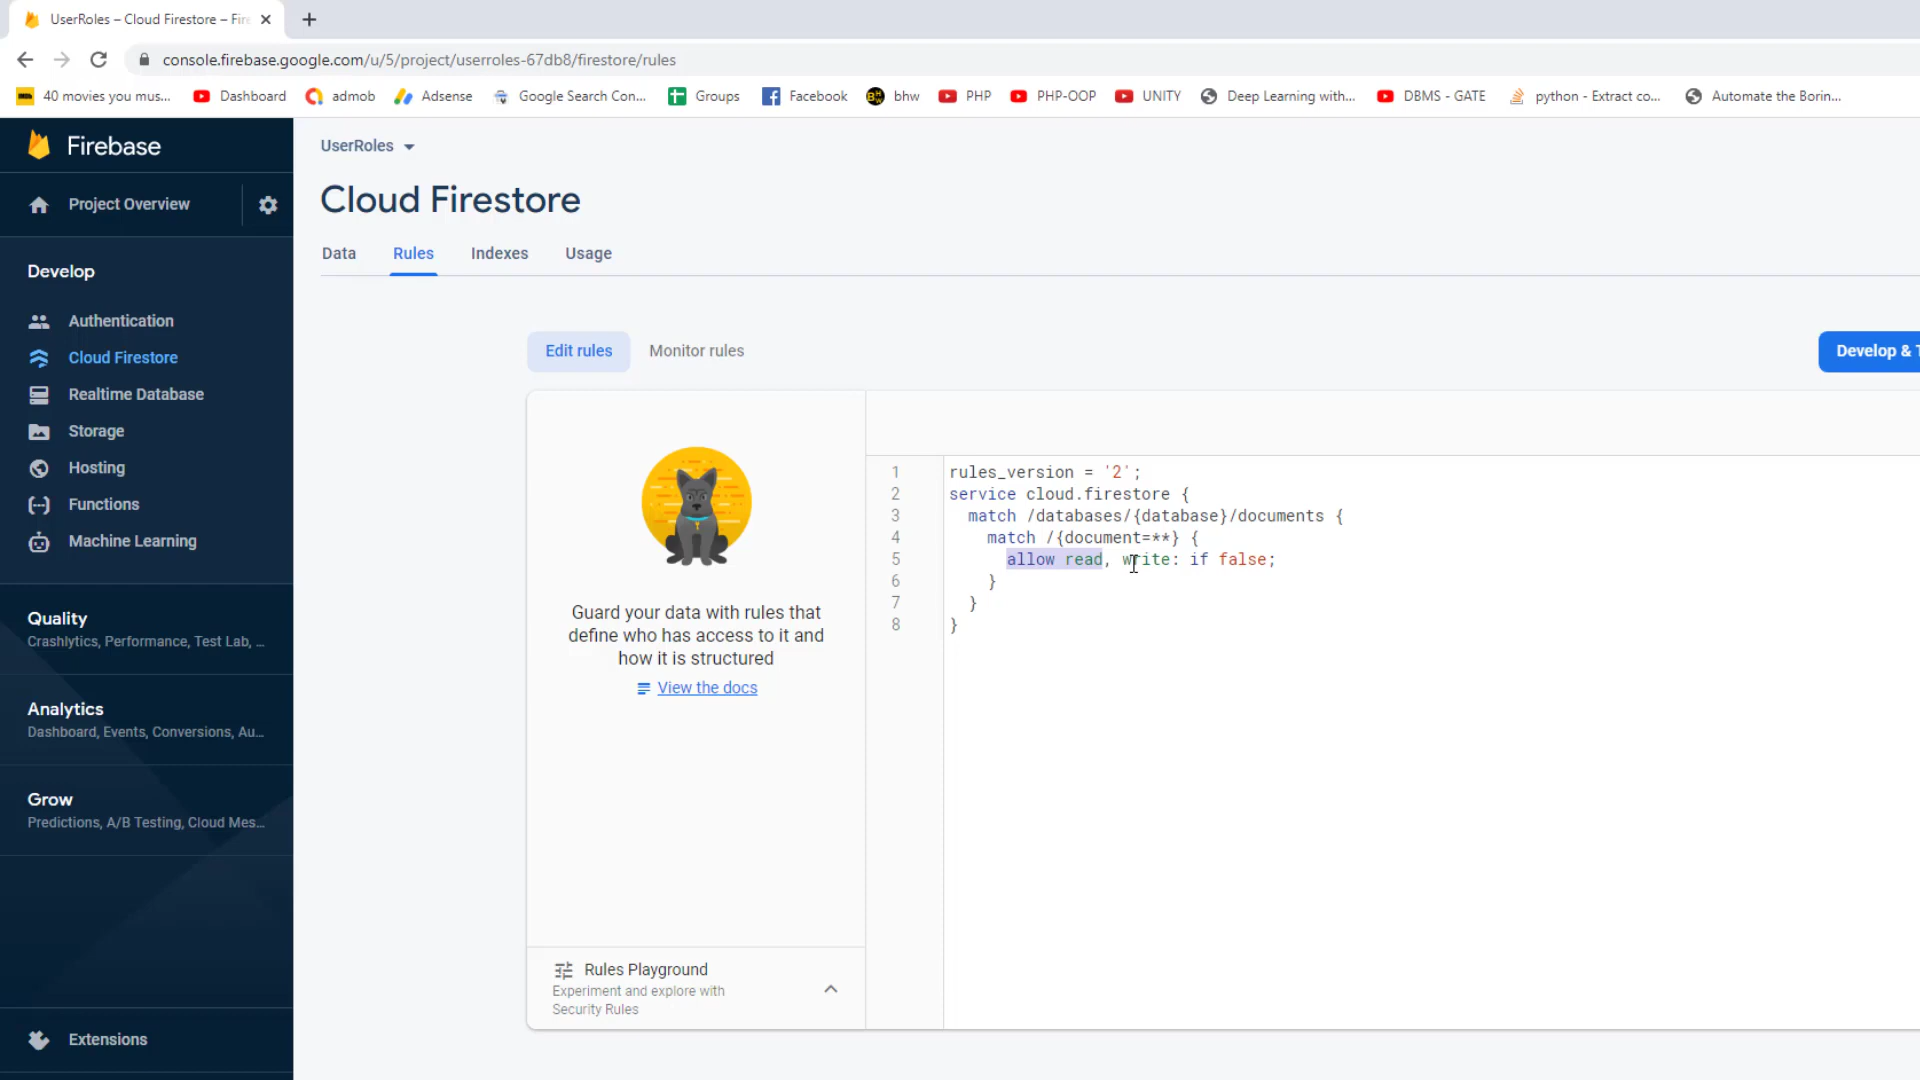 UserRoles – Cloud Firestore – Fire
console.firebase.google.com/u/5/project/userroles-67db8/firestore/rules
40 movies you mus...
Dashboard
admob
Adsense
Google Search Con...
Groups
Facebook
bhw
PHP
PHP-OOP
UNITY
Deep Learning with...
DBMS - GATE
python - Extract co...
Automate the Borin...
Firebase
Project Overview
Develop
Authentication
Cloud Firestore
Realtime Database
Storage
Hosting
Functions
Machine Learning
Quality
Crashlytics, Performance, Test Lab, ...
Analytics
Dashboard, Events, Conversions, Au...
Grow
Predictions, A/B Testing, Cloud Mes...
Extensions
UserRoles
Cloud Firestore
Data
Rules
Indexes
Usage
Edit rules
Monitor rules
Develop & T
Guard your data with rules that
define who has access to it and
how it is structured
View the docs
Rules Playground
Experiment and explore with
Security Rules
1 rules_version = '2';
2 service cloud.firestore {
3 match /databases/{database}/documents {
4 match /{document=**} {
5 allow read, write: if false;
6 }
7 }
8 }